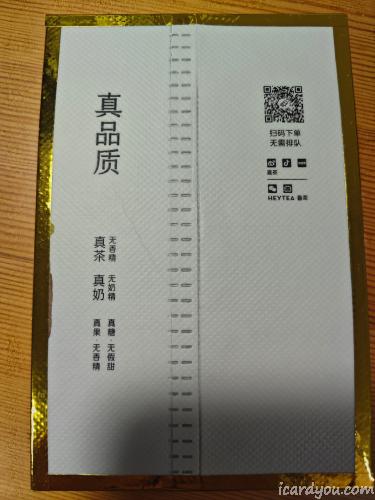 真品质
真茶 无香精
真奶 无奶精
真果 无香精
真糖 无假甜
扫码下单
无需排队
喜茶
HEYTEA 喜茶
icardyou.com